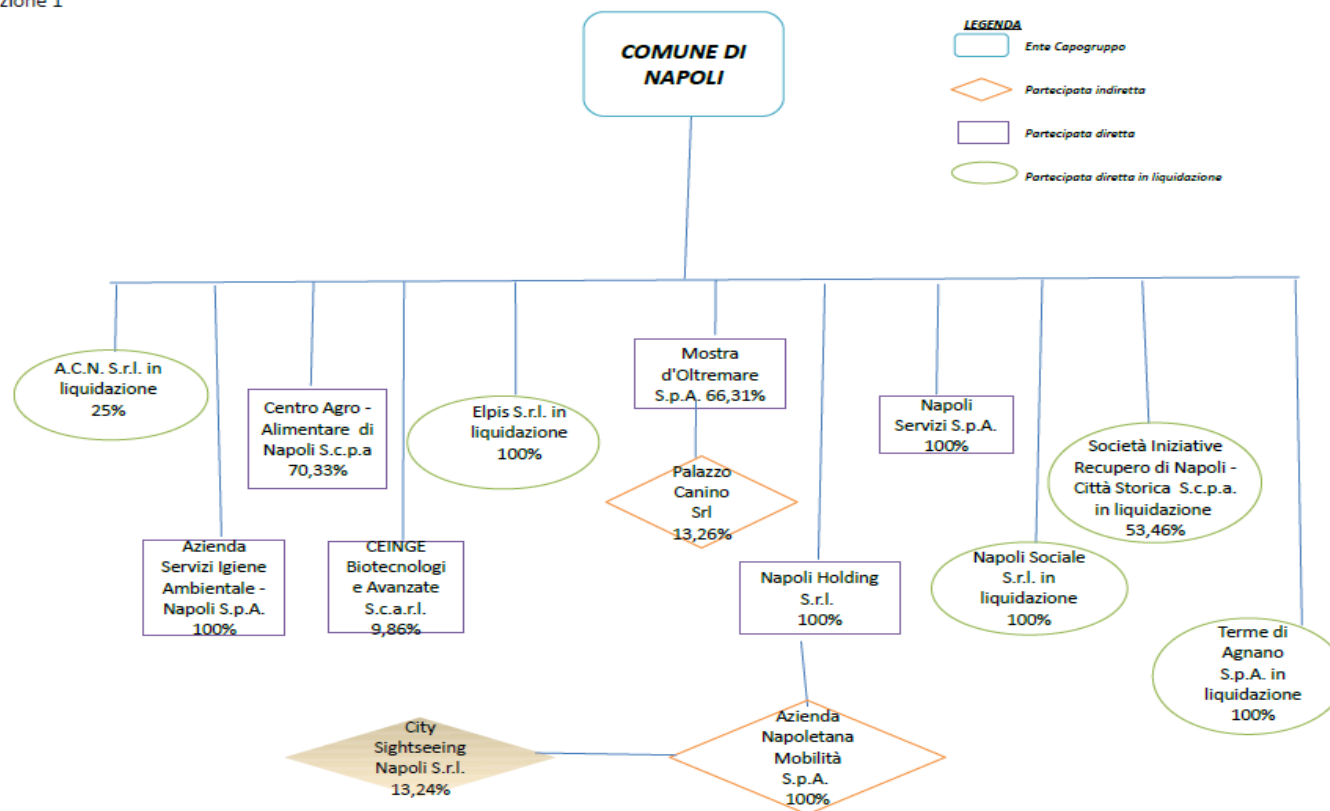 zione 1
COMUNE DI
NAPOLI
LEGENDA
Ente Capogruppo
Partecipata indiretta
Partecipata diretta
Partecipata diretta in liquidazione
A.C.N. S.r.l. in
liquidazione
25%
Centro Agro -
Alimentare di
Napoli S.c.p.a
70,33%
Elpis S.r.l. in
liquidazione
100%
Mostra
d'Oltremare
S.p.A. 66,31%
Palazzo
Canino
Srl
13,26%
Napoli
Servizi S.p.A.
100%
Società Iniziative
Recupero di Napoli -
Città Storica S.c.p.a.
in liquidazione
53,46%
Azienda
Servizi Igiene
Ambientale -
Napoli S.p.A.
100%
CEINGE
Biotecnologi
e Avanzate
S.c.a.r.l.
9,86%
Napoli Holding
S.r.l.
100%
Napoli Sociale
S.r.l. in
liquidazione
100%
Terme di
Agnano
S.p.A. in
liquidazione
100%
City
Sightseeing
Napoli S.r.l.
13,24%
Azienda
Napoletana
Mobilità
S.p.A.
100%